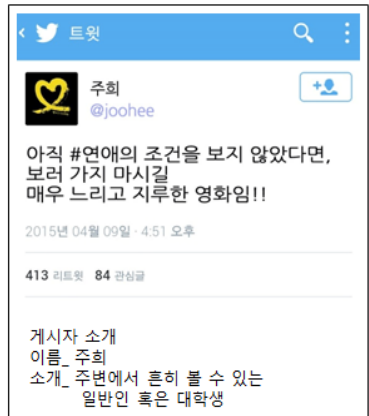 트윗
주희
@joohee
아직 #연애의 조건을 보지 않았다면,
보러 가지 마시길
매우 느리고 지루한 영화임!!
2015년 04월 09일 · 4:51 오후
413 리트윗 84 관심글
게시자 소개
이름_ 주희
소개_ 주변에서 흔히 볼 수 있는
일반인 혹은 대학생